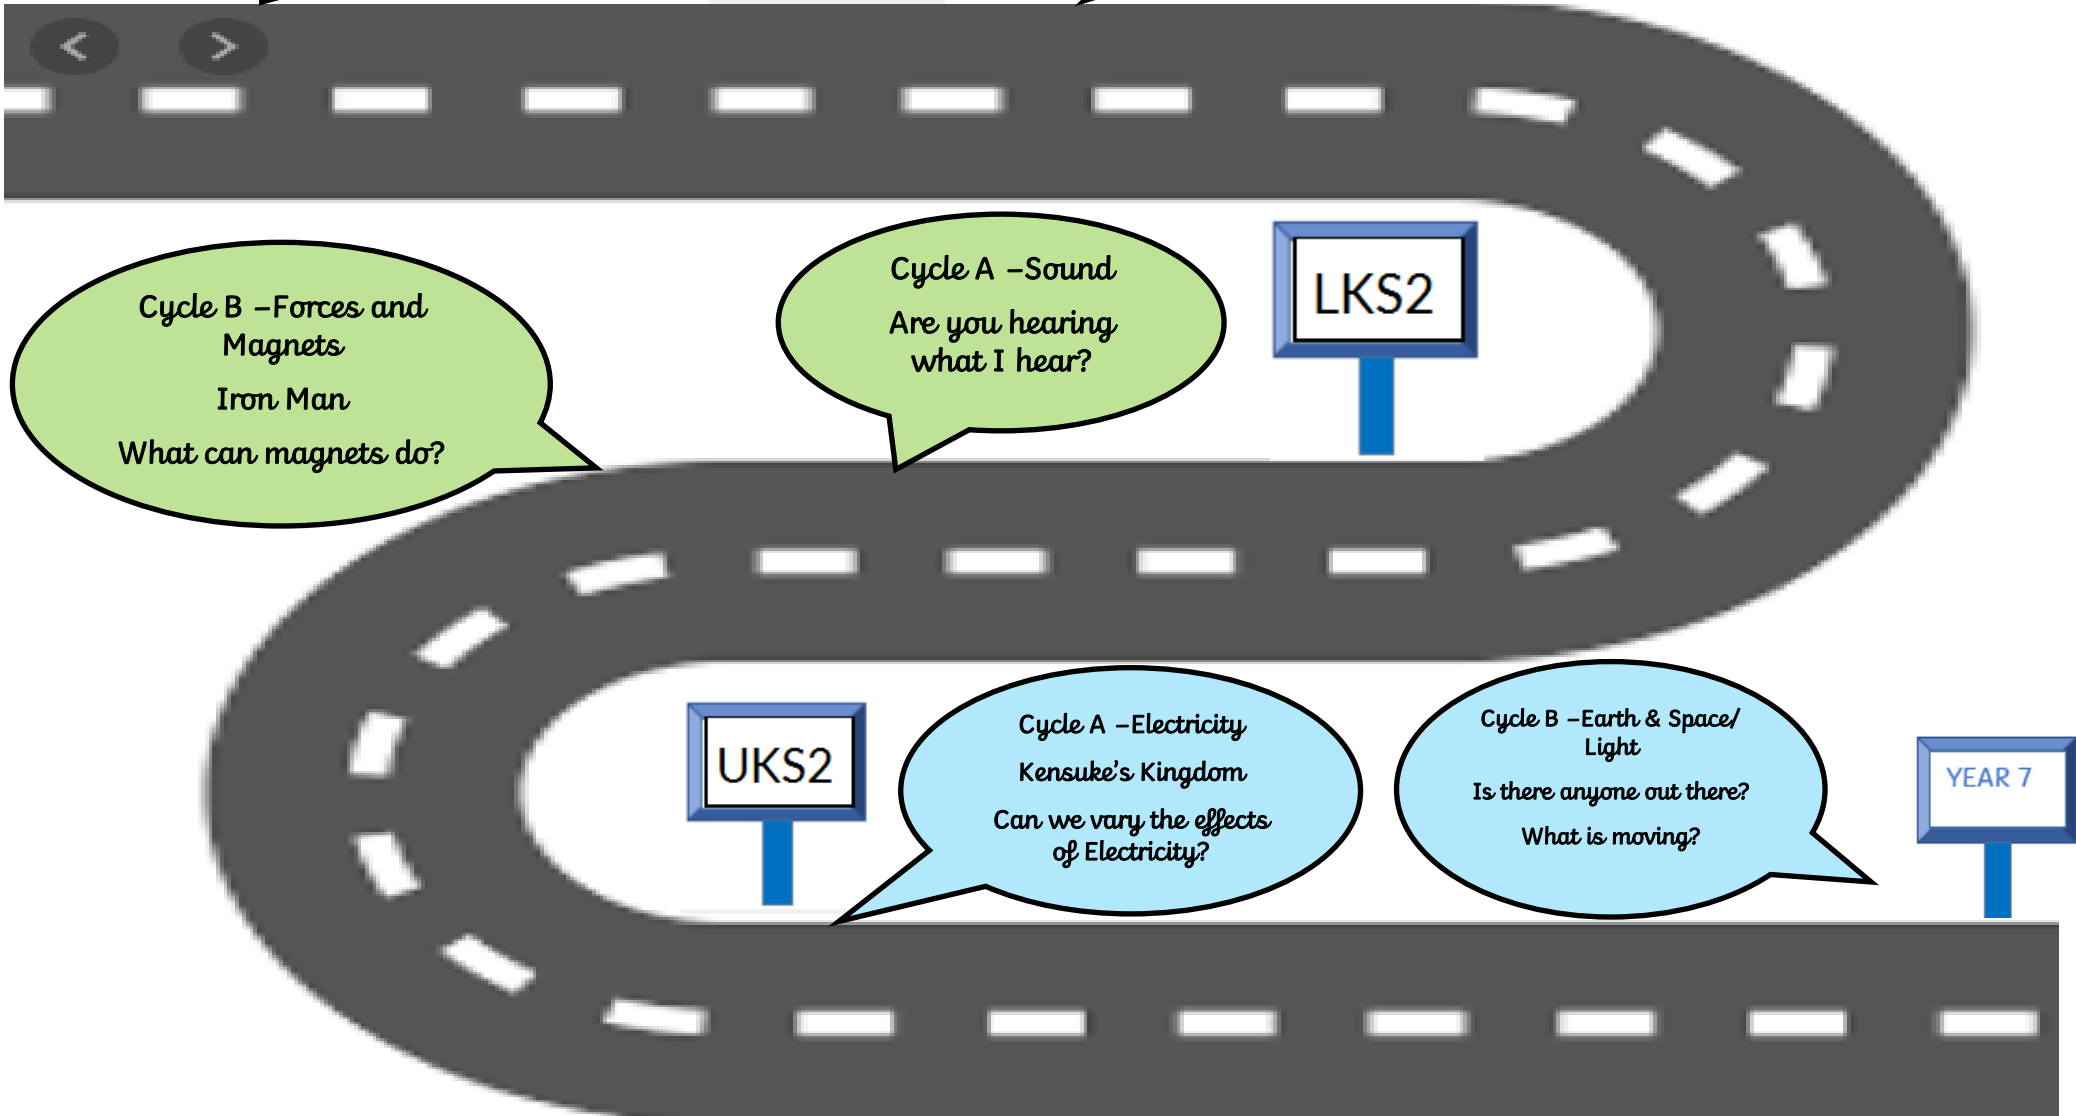 LKS2
Cycle A –Sound
Are you hearing
what I hear?
Cycle B –Forces and
Magnets
Iron Man
What can magnets do?
UKS2
Cycle A –Electricity
Kensuke's Kingdom
Can we vary the effects
of Electricity?
Cycle B –Earth & Space/
Light
Is there anyone out there?
What is moving?
YEAR 7